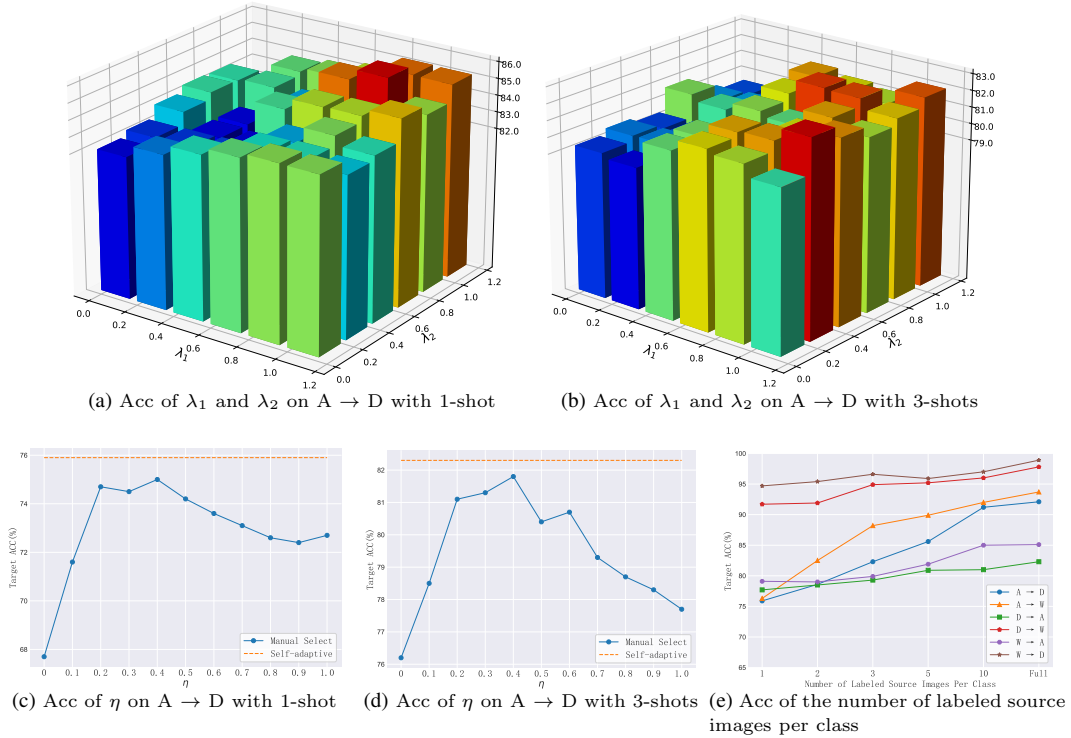 86.0
85.0
84.0
83.0
82.0
0.0
0.2
0.4
0.6
0.8
1.0
1.2
λ1
0.0
0.2
0.4
0.6
0.8
1.0
1.2
λ2
(a) Acc of λ1 and λ2 on A → D with 1-shot
83.0
82.0
81.0
80.0
79.0
0.0
0.2
0.4
0.6
0.8
1.0
1.2
λ1
0.0
0.2
0.4
0.6
0.8
1.0
1.2
λ2
(b) Acc of λ1 and λ2 on A → D with 3-shots
76
74
72
70
68
Target ACC(%)
Manual Select
Self-adaptive
0 0.1 0.2 0.3 0.4 0.5 0.6 0.7 0.8 0.9 1.0
η
(c) Acc of η on A → D with 1-shot
82
81
80
79
78
77
76
Target ACC(%)
Manual Select
Self-adaptive
0 0.1 0.2 0.3 0.4 0.5 0.6 0.7 0.8 0.9 1.0
η
(d) Acc of η on A → D with 3-shots
100
95
90
85
80
75
70
65
Target ACC(%)
A → D
A → W
D → A
D → W
W → A
W → D
1 2 3 5 10 Full
Number of Labeled Source Images Per Class
(e) Acc of the number of labeled source
images per class